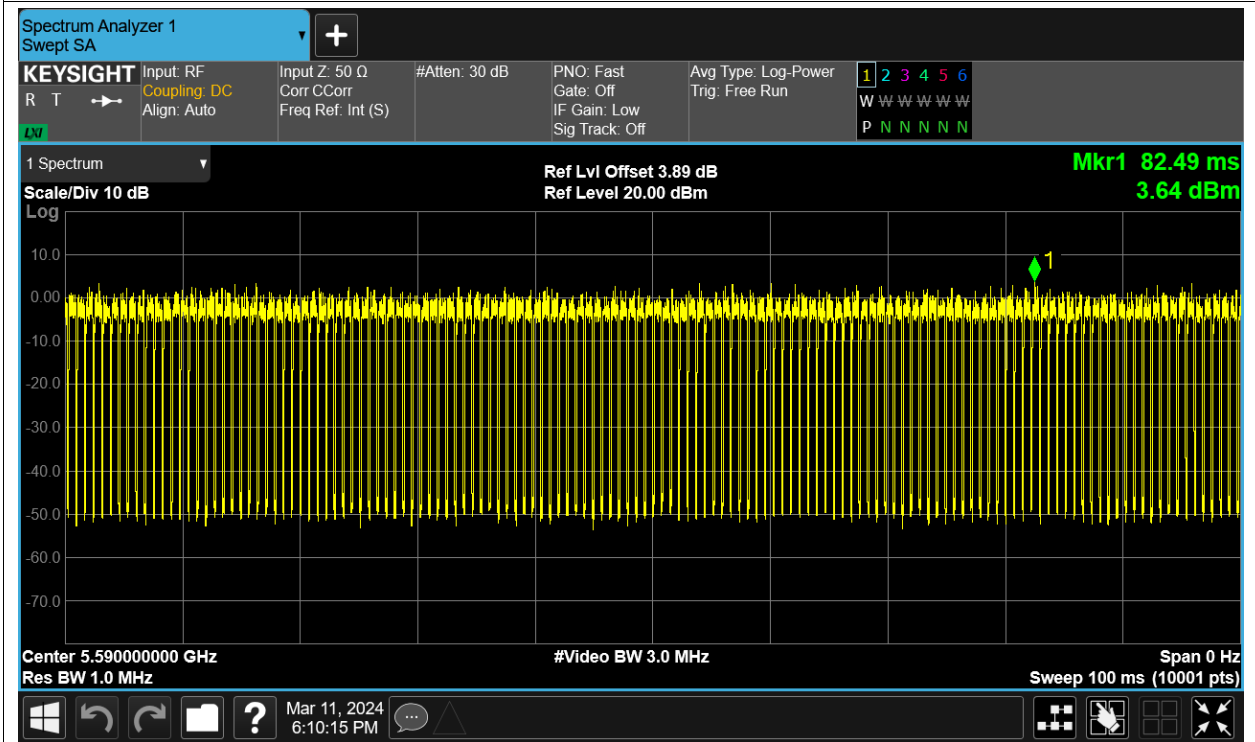 Spectrum Analyzer 1
Swept SA
KEYSIGHT
R T
LXI
Input: RF
Coupling: DC
Align: Auto
Input Z: 50 Ω
Corr CCorr
Freq Ref: Int (S)
#Atten: 30 dB
PNO: Fast
Gate: Off
IF Gain: Low
Sig Track: Off
Avg Type: Log-Power
Trig: Free Run
1 2 3 4 5 6
W W W W W W
P N N N N N
1 Spectrum
Scale/Div 10 dB
Log
Ref Lvl Offset 3.89 dB
Ref Level 20.00 dBm
Mkr1 82.49 ms
3.64 dBm
1
10.0
0.00
-10.0
-20.0
-30.0
-40.0
-50.0
-60.0
-70.0
Center 5.590000000 GHz
Res BW 1.0 MHz
#Video BW 3.0 MHz
Span 0 Hz
Sweep 100 ms (10001 pts)
?
Mar 11, 2024
6:10:15 PM